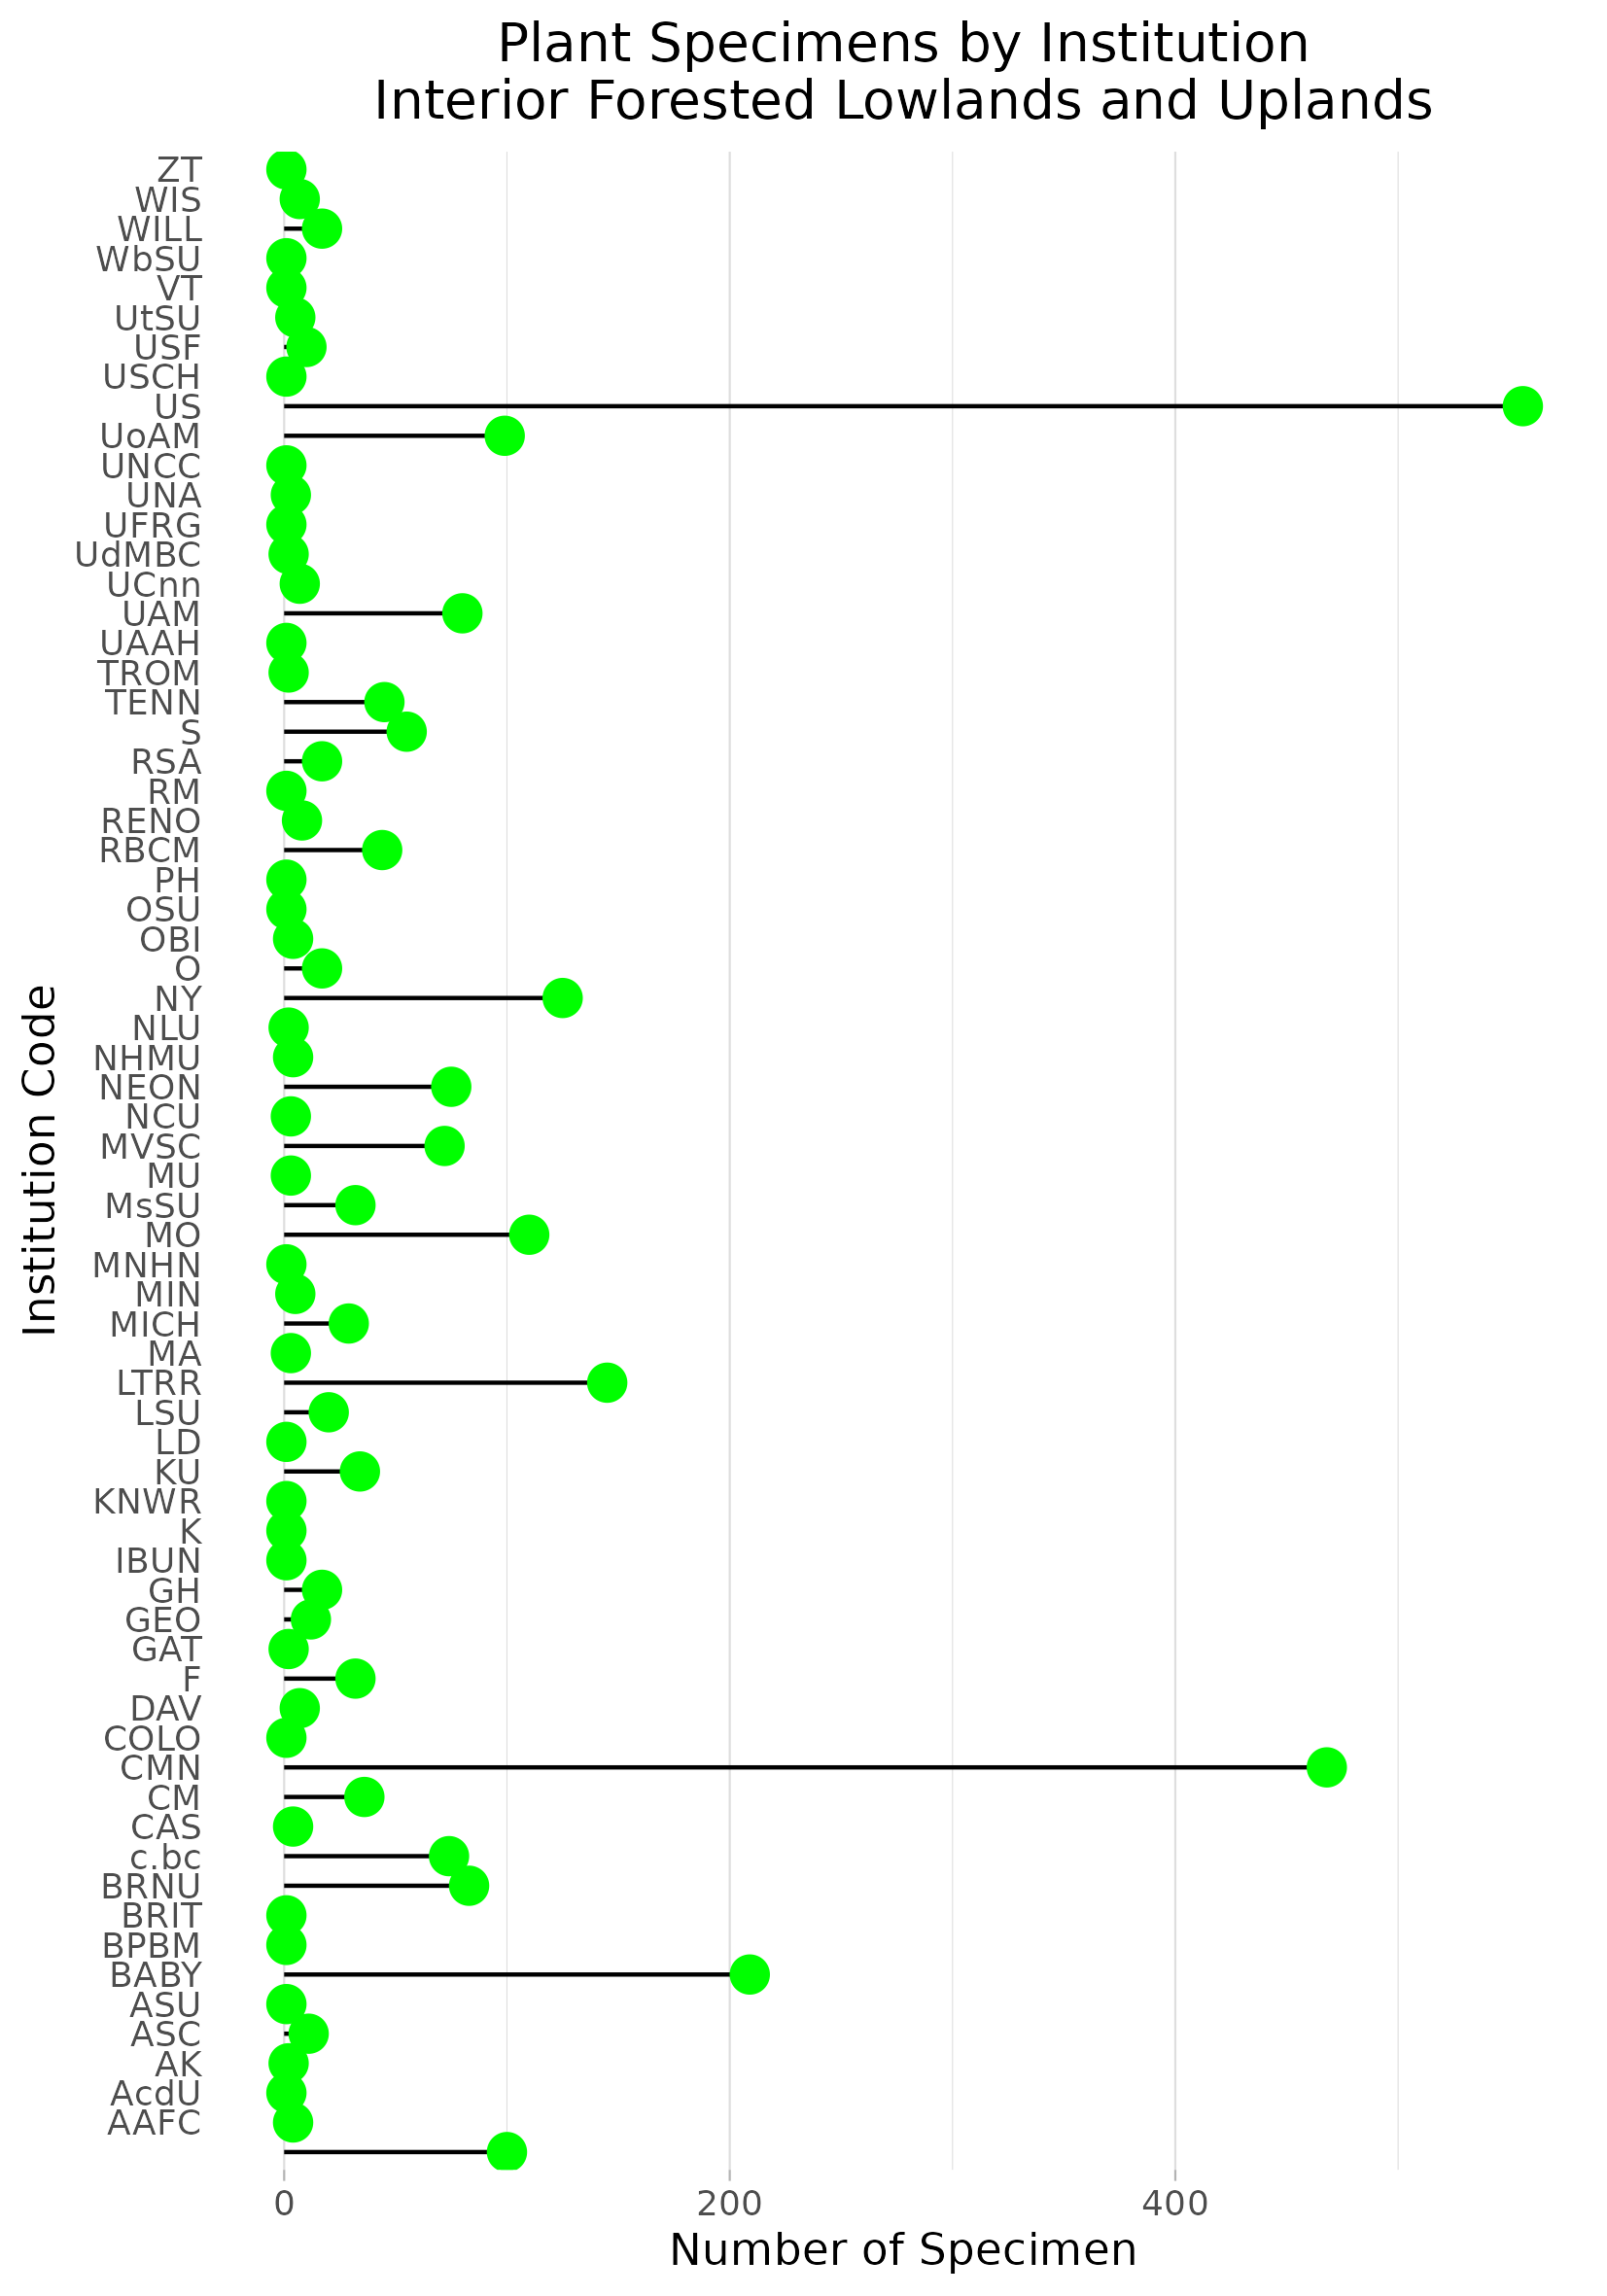 Plant Specimens by Institution
Interior Forested Lowlands and Uplands
ZT
WIS
WILL
WbSU
VT
UtSU
USF
USCH
US
UoAM
UNCC
UNA
UFRG
UdMBC
UCnn
UAM
UAAH
TROM
TENN
S
RSA
RM
RENO
RBCM
PH
OSU
OBI
O
NY
NLU
NHMU
NEON
NCU
MVSC
MU
MsSU
MO
MNHN
MIN
MICH
MA
LTRR
LSU
LD
KU
KNWR
K
IBUN
GH
GEO
GAT
F
DAV
COLO
CMN
CM
CAS
c.bc
BRNU
BRIT
BPBM
BABY
ASU
ASC
AK
AcdU
AAFC
Institution Code
0 200 400
Number of Specimen